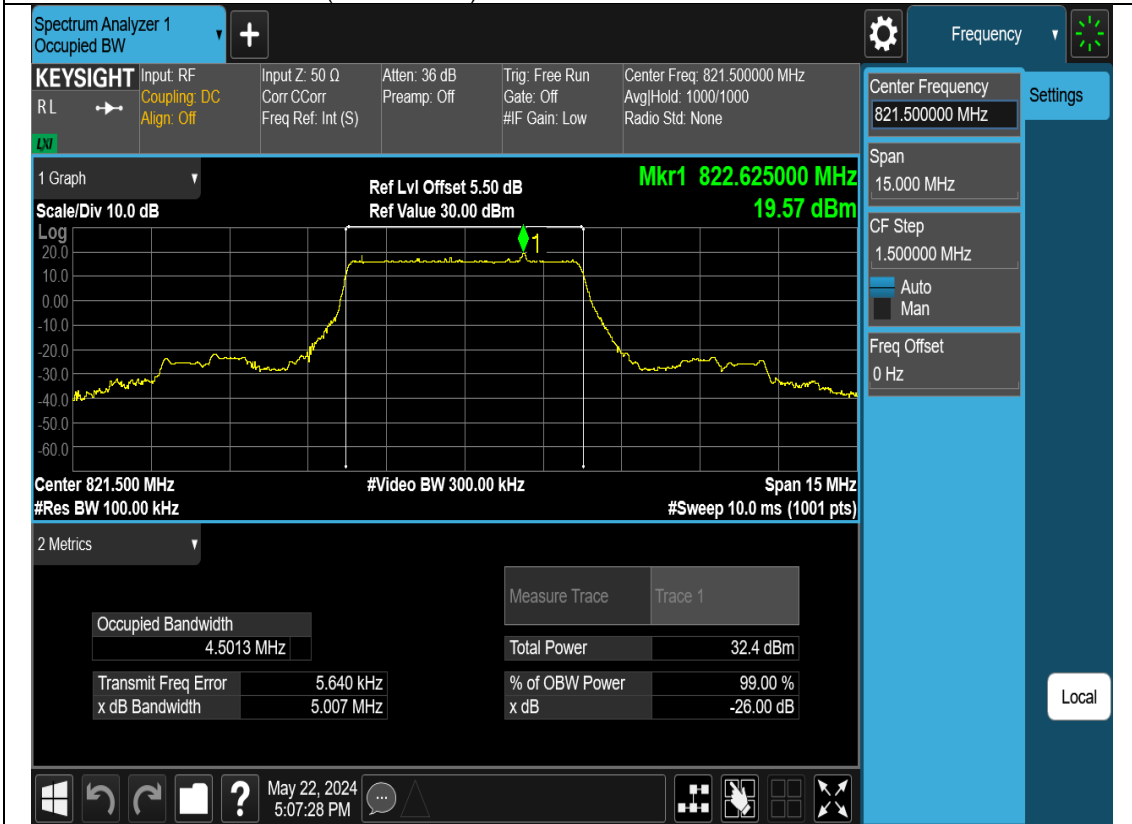 Spectrum Analyzer 1
Occupied BW
Frequency
KEYSIGHT
RL
LXI
Input: RF
Coupling: DC
Align: Off
Input Z: 50 Ω
Corr CCorr
Freq Ref: Int (S)
Atten: 36 dB
Preamp: Off
Trig: Free Run
Gate: Off
#IF Gain: Low
Center Freq: 821.500000 MHz
Avg|Hold: 1000/1000
Radio Std: None
Center Frequency
821.500000 MHz
Settings
Span
15.000 MHz
CF Step
1.500000 MHz
Auto
Man
Freq Offset
0 Hz
Local
1 Graph
Ref Lvl Offset 5.50 dB
Mkr1 822.625000 MHz
Scale/Div 10.0 dB
Ref Value 30.00 dBm
19.57 dBm
Log
1
20.0
10.0
0.00
-10.0
-20.0
-30.0
-40.0
-50.0
-60.0
Center 821.500 MHz
#Video BW 300.00 kHz
Span 15 MHz
#Res BW 100.00 kHz
#Sweep 10.0 ms (1001 pts)
2 Metrics
Measure Trace
Trace 1
Occupied Bandwidth
4.5013 MHz
Total Power
32.4 dBm
Transmit Freq Error
5.640 kHz
% of OBW Power
99.00 %
x dB Bandwidth
5.007 MHz
x dB
-26.00 dB
?
May 22, 2024
5:07:28 PM